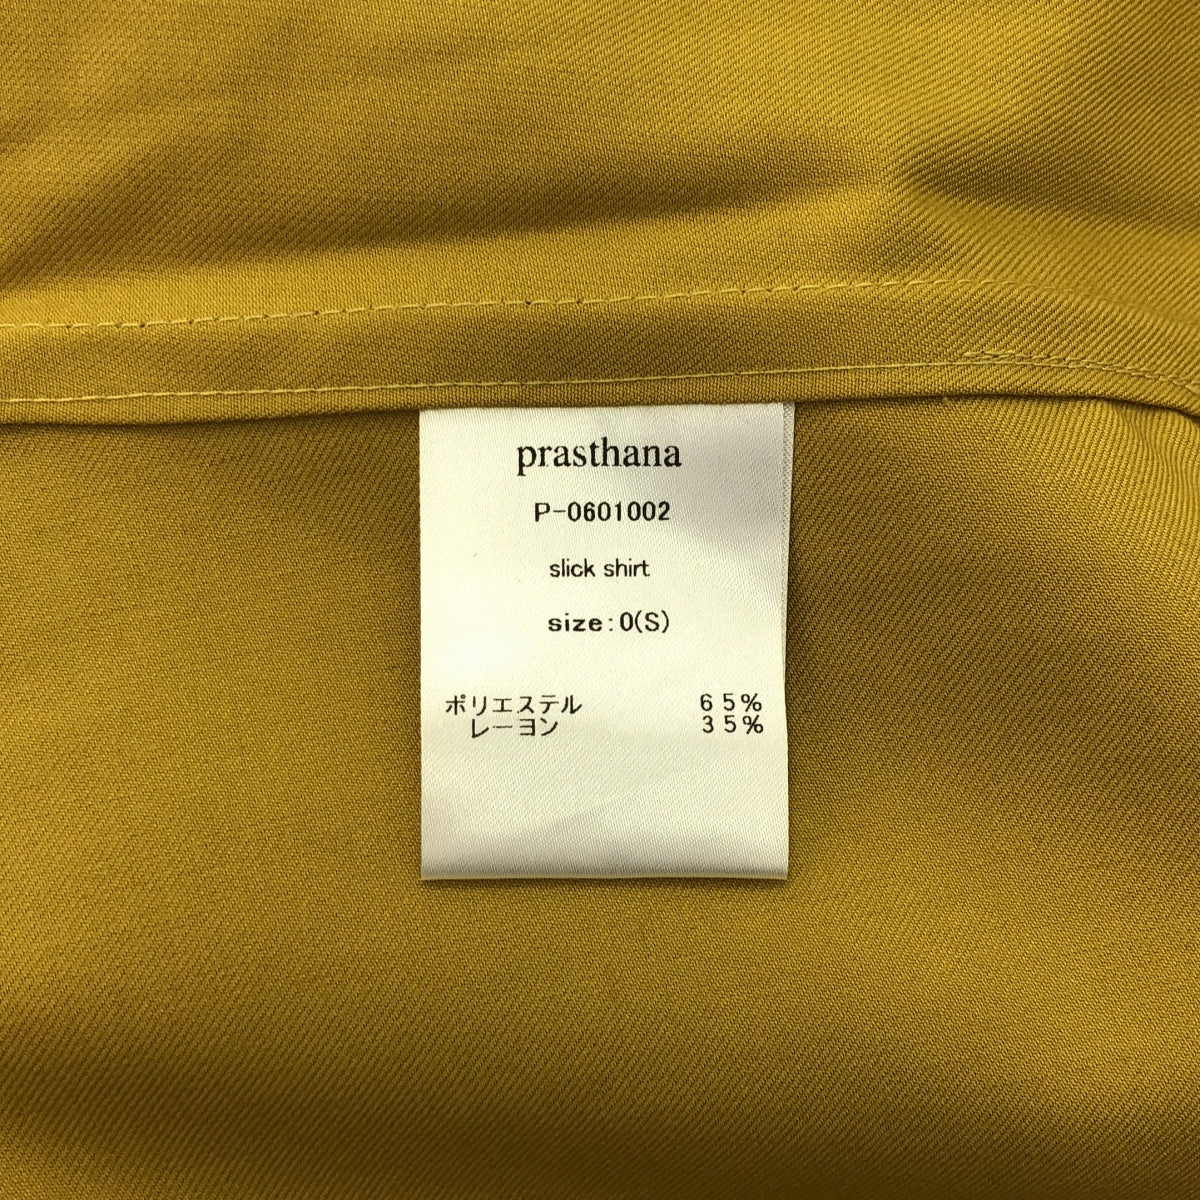 prasthana
P-0601002
slick shirt
size:0(S)
ポリエステル 65%
レーヨン 35%